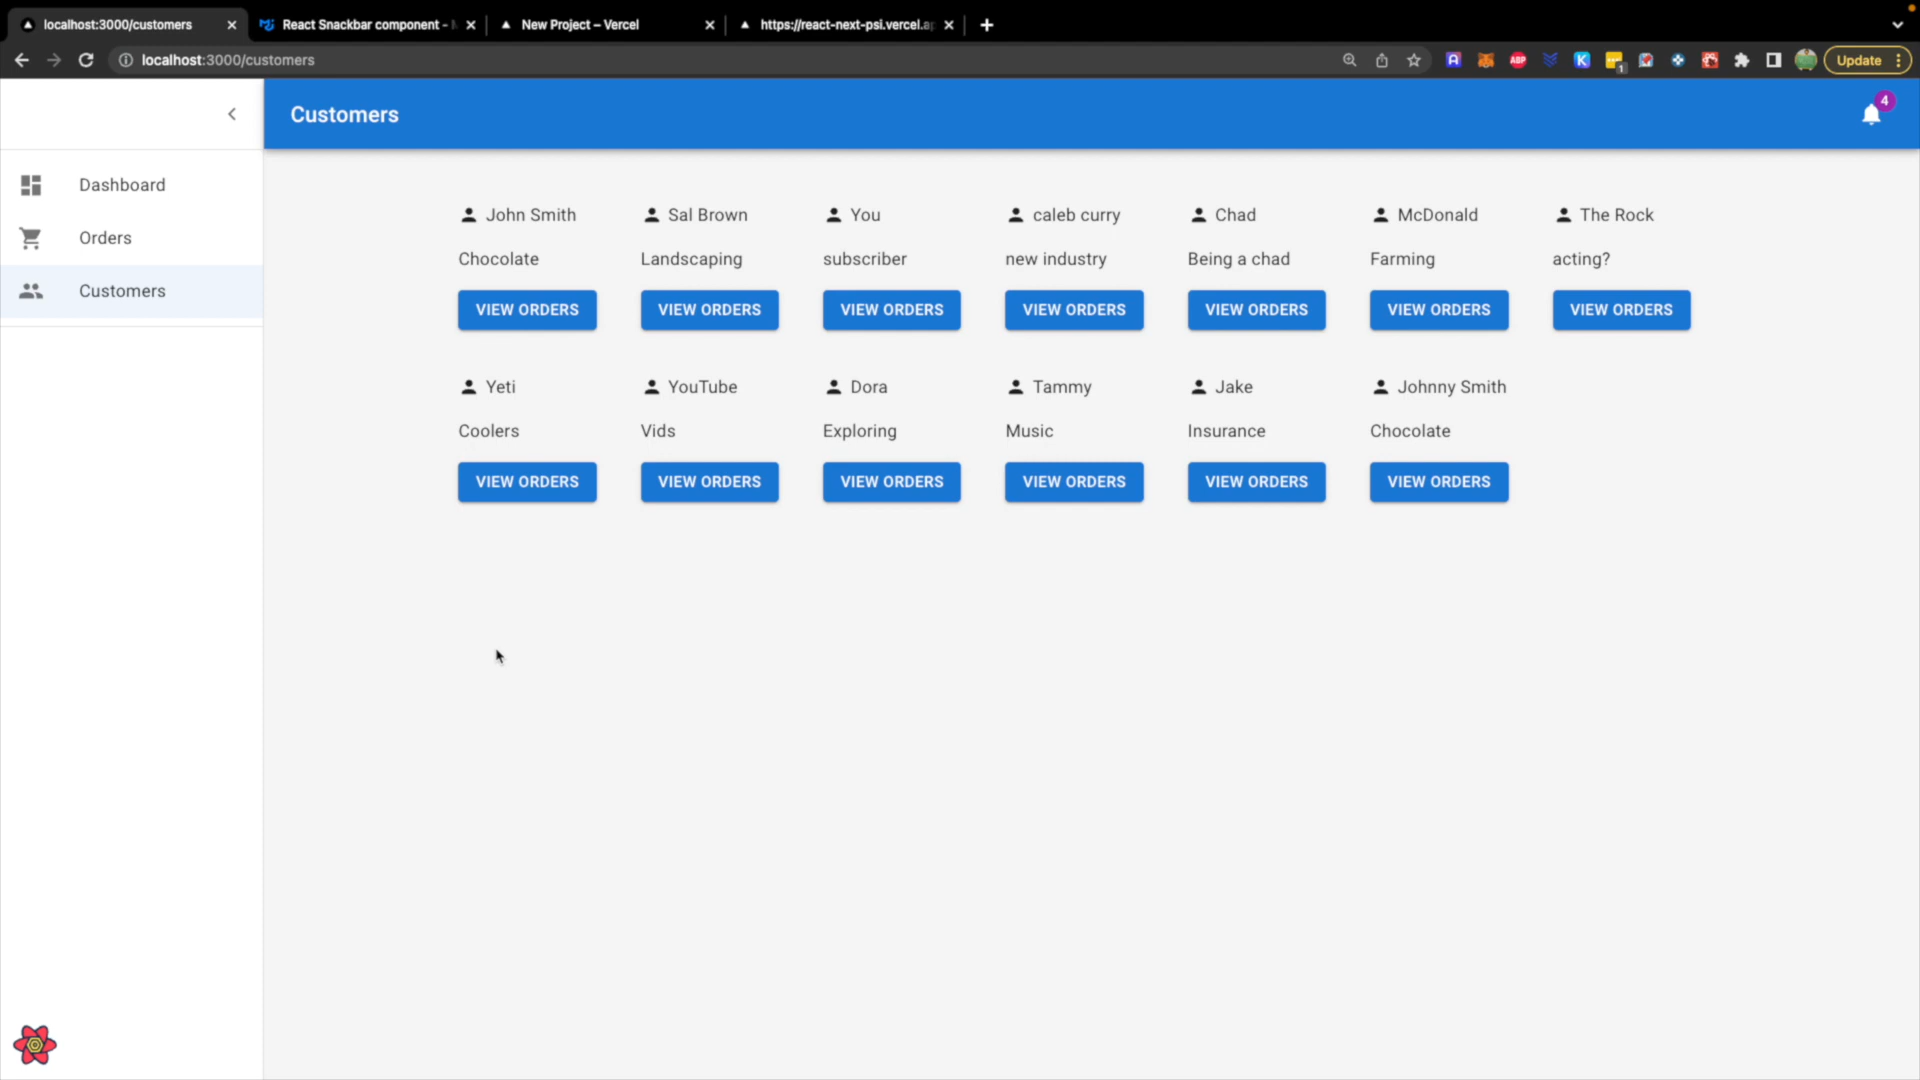 localhost:3000/customers
React Snackbar component -
New Project – Vercel
https://react-next-psi.vercel.a
localhost:3000/customers
ABP
1
Update
Customers
4
Dashboard
Orders
Customers
John Smith Sal Brown You caleb curry Chad McDonald The Rock
Chocolate Landscaping subscriber new industry Being a chad Farming acting?
VIEW ORDERS VIEW ORDERS VIEW ORDERS VIEW ORDERS VIEW ORDERS VIEW ORDERS VIEW ORDERS
Yeti YouTube Dora Tammy Jake Johnny Smith
Coolers Vids Exploring Music Insurance Chocolate
VIEW ORDERS VIEW ORDERS VIEW ORDERS VIEW ORDERS VIEW ORDERS VIEW ORDERS